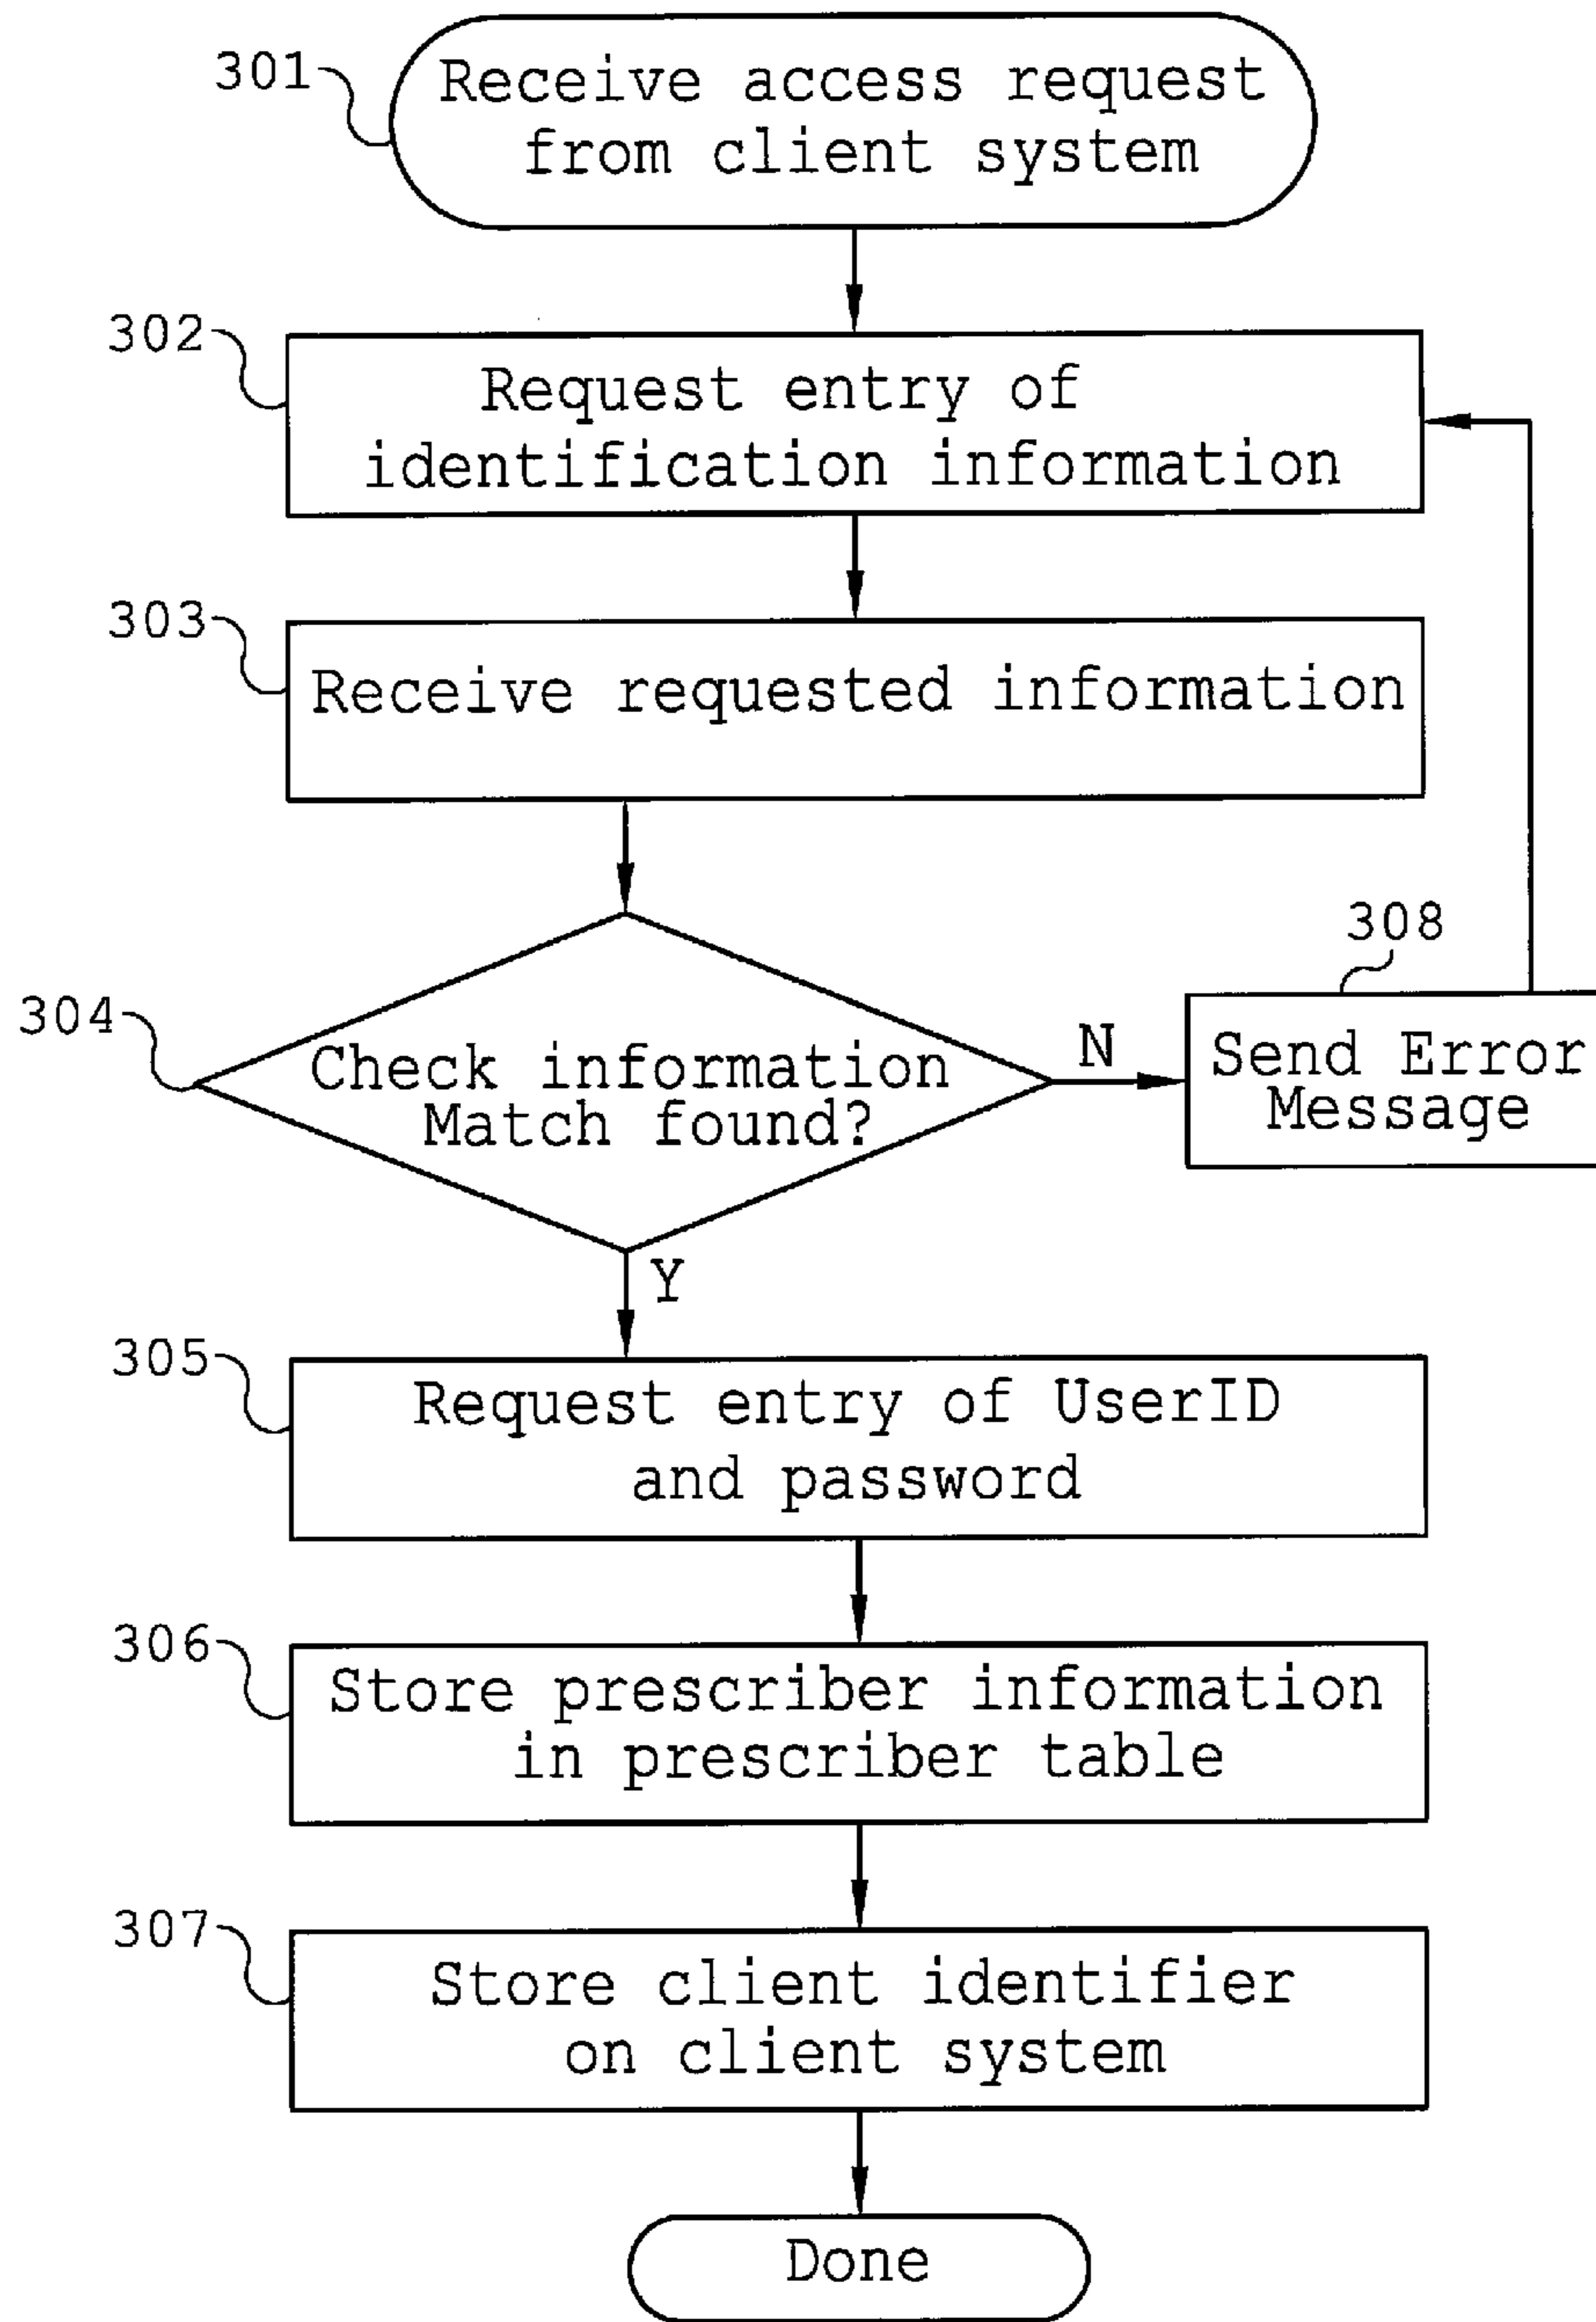 301
Receive access request
from client system
302
Request entry of
identification information
303
Receive requested information
304
Check information
Match found?
N
308
Send Error
Message
Y
305
Request entry of UserID
and password
306
Store prescriber information
in prescriber table
307
Store client identifier
on client system
Done